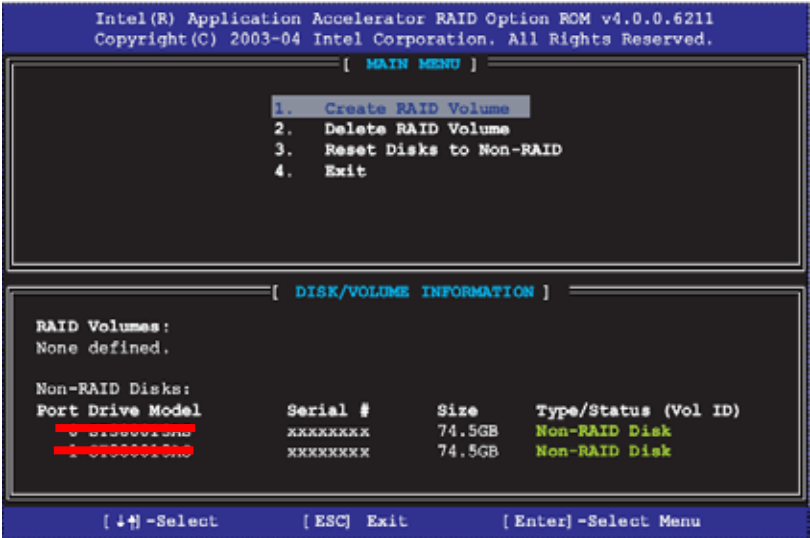 Intel(R) Application Accelerator RAID Option ROM v4.0.0.6211
Copyright(C) 2003-04 Intel Corporation. All Rights Reserved.
[ MAIN MENU ]
1. Create RAID Volume
2. Delete RAID Volume
3. Reset Disks to Non-RAID
4. Exit
[ DISK/VOLUME INFORMATION ]
RAID Volumes:
None defined.
Non-RAID Disks:
Port Drive Model Serial # Size Type/Status (Vol ID)
xxxxxxxx 74.5GB Non-RAID Disk
xxxxxxxx 74.5GB Non-RAID Disk
[↓↑]-Select [ESC] Exit [Enter]-Select Menu